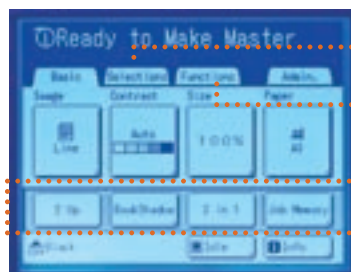 Ready to Make Master
Basic Selections Functions Admin.
Image Contrast Size Paper
Line Auto 100%
2 Up Book Shadow 2 in 1 Job Memory
Idle Info